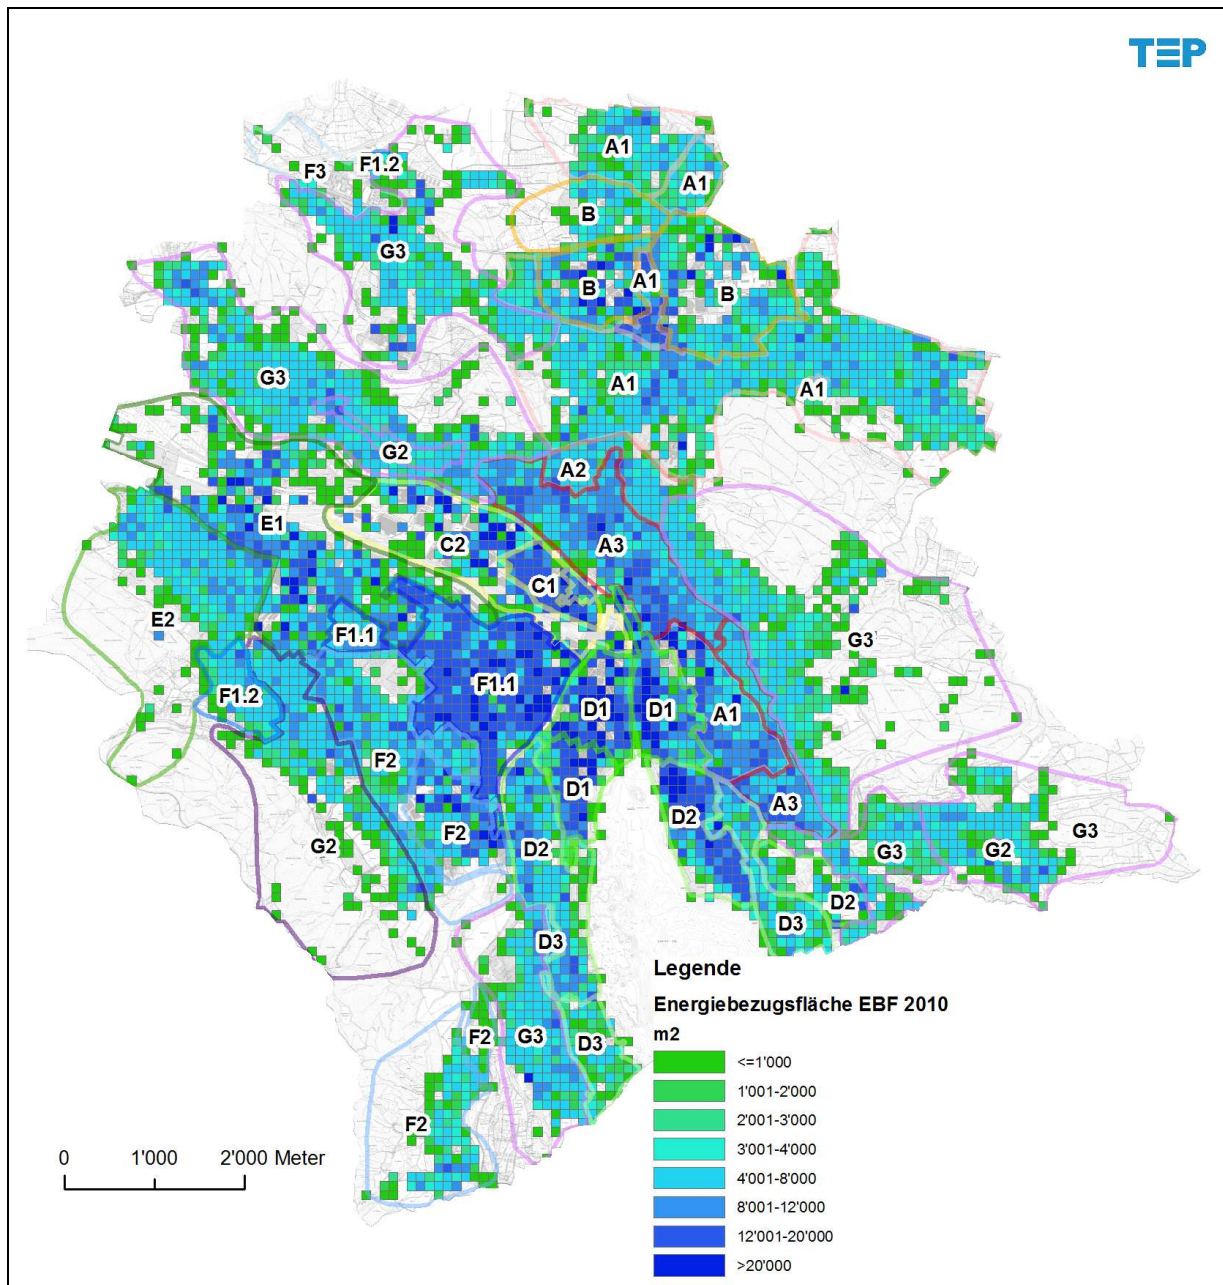 TEP
A1
F3
F1.2
A1
B
G3
B
A1
B
G3
A1
A1
G2
A2
E1
C2
A3
C1
E2
F1.1
G3
F1.2
F1.1
D1
D1
A1
F2
D1
D2
A3
G2
F2
D2
G3
G2
G3
D2
D3
D3
F2
G3
D3
F2
Legende
Energiebezugsfläche EBF 2010
m2
<=1'000
1'001-2'000
2'001-3'000
3'001-4'000
4'001-8'000
8'001-12'000
12'001-20'000
>20'000
0 1'000 2'000 Meter